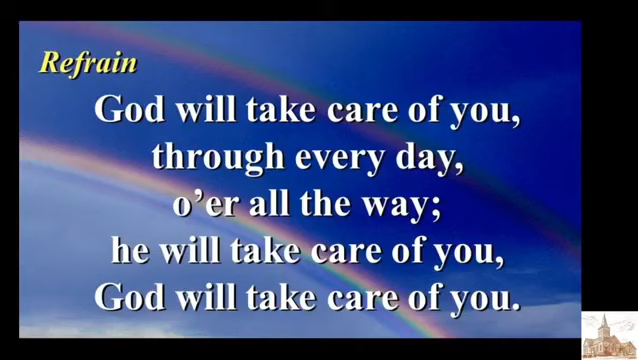 Refrain
God will take care of you,
through every day,
o'er all the way;
he will take care of you,
God will take care of you.